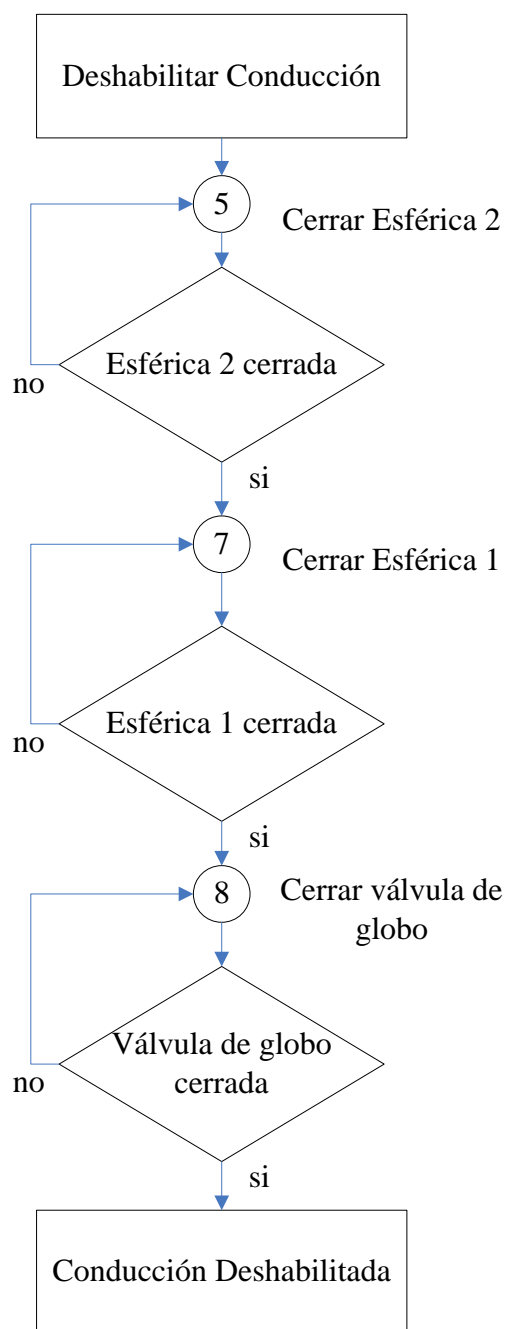 Deshabilitar Conducción
5
Cerrar Esférica 2
Esférica 2 cerrada
no
si
7
Cerrar Esférica 1
Esférica 1 cerrada
no
si
8
Cerrar válvula de
globo
Válvula de globo
cerrada
no
si
Conducción Deshabilitada